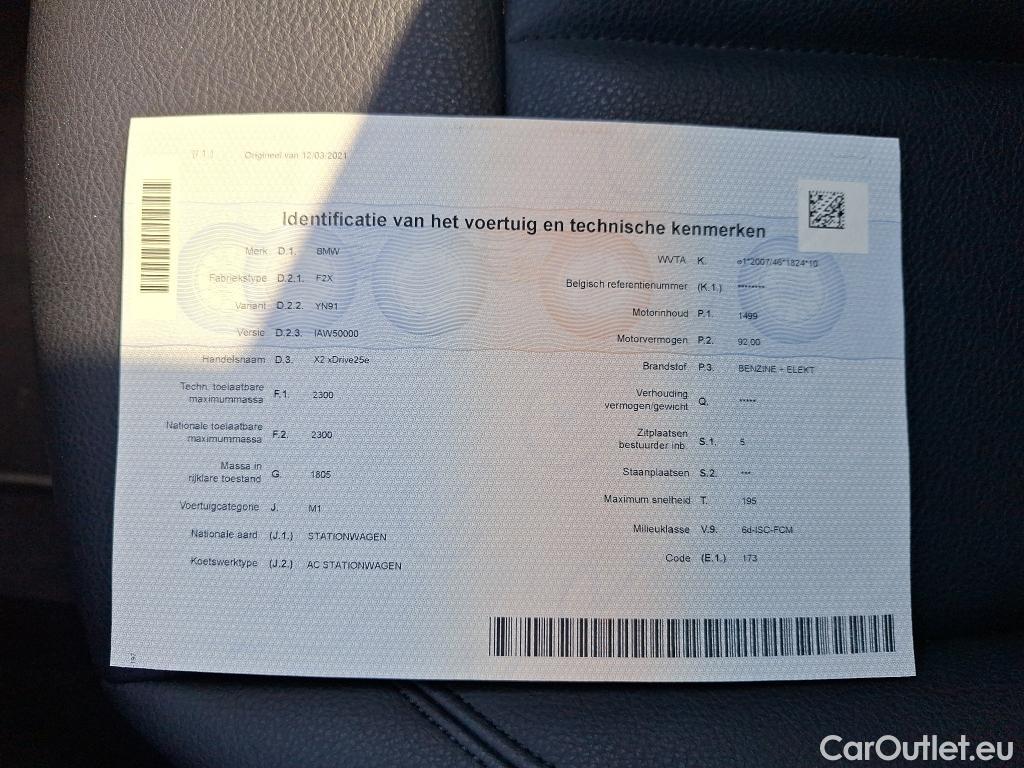 (F1.) Origineel van 12/03/2021
Identificatie van het voertuig en technische kenmerken
Merk D.1. BMW
Fabriekstype D.2.1. F2X
Variant D.2.2. YN91
Versie D.2.3. IAW50000
Handelsnaam D.3. X2 xDrive25e
Techn. toelaatbare
maximummassa F.1. 2300
Nationale toelaatbare
maximummassa F.2. 2300
Massa in
rijklare toestand G. 1805
Voertuigcategorie J. M1
Nationale aard (J.1.) STATIONWAGEN
Koetswerktype (J.2.) AC STATIONWAGEN
WVTA K. e1*2007/46*1824*10
Belgisch referentienummer (K.1.) ********
Motorinhoud P.1. 1499
Motorvermogen P.2. 92,00
Brandstof P.3. BENZINE + ELEKT
Verhouding
vermogen/gewicht Q. *****
Zitplaatsen
bestuurder inb. S.1. 5
Staanplaatsen S.2. ***
Maximum snelheid T. 195
Milieuklasse V.9. 6d-ISC-FCM
Code (E.1.) 173
CarOutlet.eu